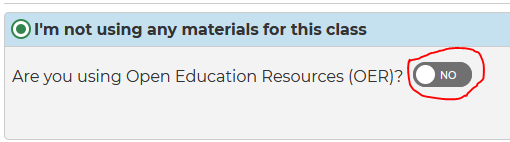 I'm not using any materials for this class
Are you using Open Education Resources (OER)? NO